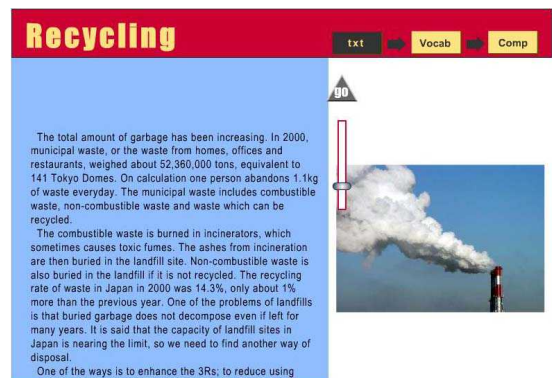 Recycling
txt
Vocab
Comp
go
The total amount of garbage has been increasing. In 2000,
municipal waste, or the waste from homes, offices and
restaurants, weighed about 52,360,000 tons, equivalent to
141 Tokyo Domes. On calculation one person abandons 1.1kg
of waste everyday. The municipal waste includes combustible
waste, non-combustible waste and waste which can be
recycled.
The combustible waste is burned in incinerators, which
sometimes causes toxic fumes. The ashes from incineration
are then buried in the landfill site. Non-combustible waste is
also buried in the landfill if it is not recycled. The recycling
rate of waste in Japan in 2000 was 14.3%, only about 1%
more than the previous year. One of the problems of landfills
is that buried garbage does not decompose even if left for
many years. It is said that the capacity of landfill sites in
Japan is nearing the limit, so we need to find another way of
disposal.
One of the ways is to enhance the 3Rs; to reduce using